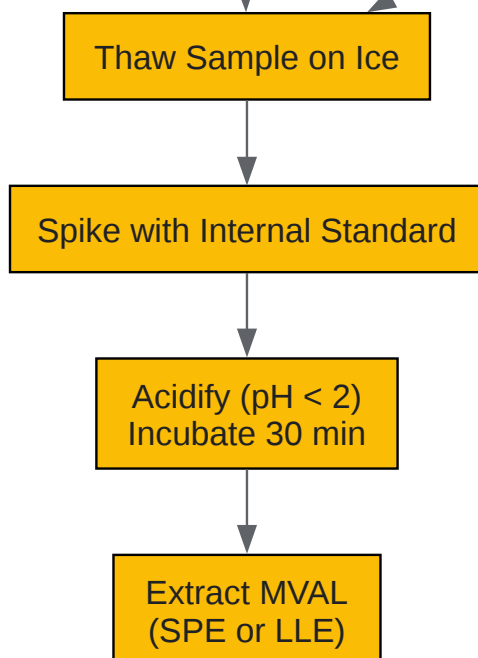 Thaw Sample on Ice
Spike with Internal Standard
Acidify (pH < 2)
Incubate 30 min
Extract MVAL
(SPE or LLE)